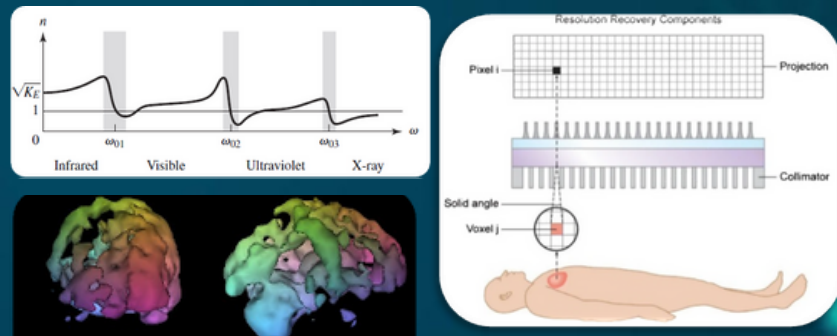 n
√K_E
1
0
ω01 ω02 ω03 ω
Infrared Visible Ultraviolet X-ray
Resolution Recovery Components
Pixel i
Projection
Collimator
Solid angle
Voxel j